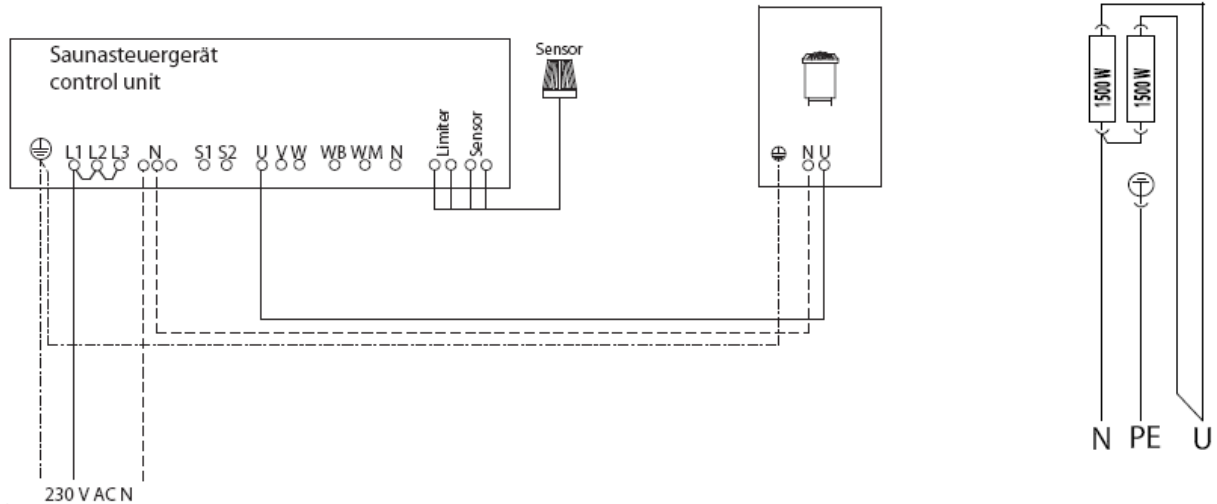 Saunasteuergerät
control unit
Sensor
L1 L2 L3 N S1 S2 U V W WB WM N
Limiter
Sensor
N U
230 V AC N
1500 W
1500 W
N PE U